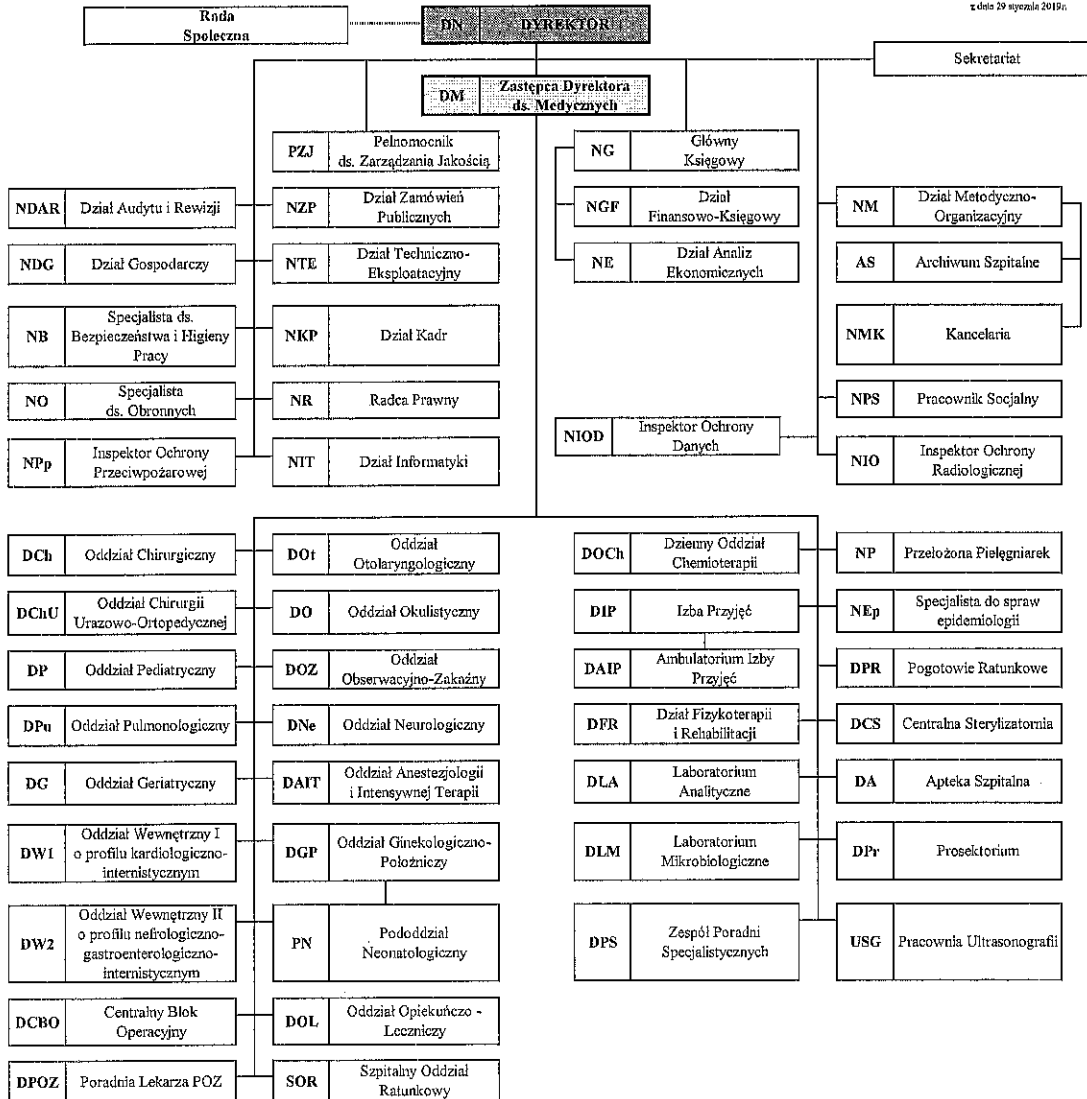 z dnia 29 stycznia 2019r.
Rada
Społeczna
DN DYREKTOR
Sekretariat
DM Zastępca Dyrektora
ds. Medycznych
PZJ Pełnomocnik
ds. Zarządzania Jakością
NG Główny
Księgowy
NDAR Dział Audytu i Rewizji
NZP Dział Zamówień
Publicznych
NGF Dział
Finansowo-Księgowy
NM Dział Metodyczno-
Organizacyjny
NDG Dział Gospodarczy
NTE Dział Techniczno-
Eksploatacyjny
NE Dział Analiz
Ekonomicznych
AS Archiwum Szpitalne
NB Specjalista ds.
Bezpieczeństwa i Higieny
Pracy
NKP Dział Kadr
NMK Kancelaria
NO Specjalista
ds. Obronnych
NR Radca Prawny
NPS Pracownik Socjalny
NIOD Inspektor Ochrony
Danych
NPp Inspektor Ochrony
Przeciwpożarowej
NIT Dział Informatyki
NIO Inspektor Ochrony
Radiologicznej
DCh Oddział Chirurgiczny
DOt Oddział
Otolaryngologiczny
DOCh Dzienny Oddział
Chemioterapii
NP Przełożona Pielęgniarek
DChU Oddział Chirurgii
Urazowo-Ortopedycznej
DO Oddział Okulistyczny
DIP Izba Przyjęć
NEp Specjalista do spraw
epidemiologii
DP Oddział Pediatryczny
DOZ Oddział
Obserwacyjno-Zakaźny
DAIP Ambulatorium Izby
Przyjęć
DPR Pogotowie Ratunkowe
DPu Oddział Pulmonologiczny
DNe Oddział Neurologiczny
DFR Dział Fizykoterapii
i Rehabilitacji
DCS Centralna Sterylizatornia
DG Oddział Geriatryczny
DAIT Oddział Anestezjologii
i Intensywnej Terapii
DLA Laboratorium
Analityczne
DA Apteka Szpitalna
DW1 Oddział Wewnętrzny I
o profilu kardiologiczno-
internistycznym
DGP Oddział Ginekologiczno-
Położniczy
DLM Laboratorium
Mikrobiologiczne
DPr Prosektorium
DW2 Oddział Wewnętrzny II
o profilu nefrologiczno-
gastroenterologiczno-
internistycznym
PN Pododdział
Neonatologiczny
DPS Zespół Poradni
Specjalistycznych
USG Pracownia Ultrasonografii
DCBO Centralny Blok
Operacyjny
DOL Oddział Opiekuńczo -
Leczniczy
DPOZ Poradnia Lekarza POZ
SOR Szpitalny Oddział
Ratunkowy